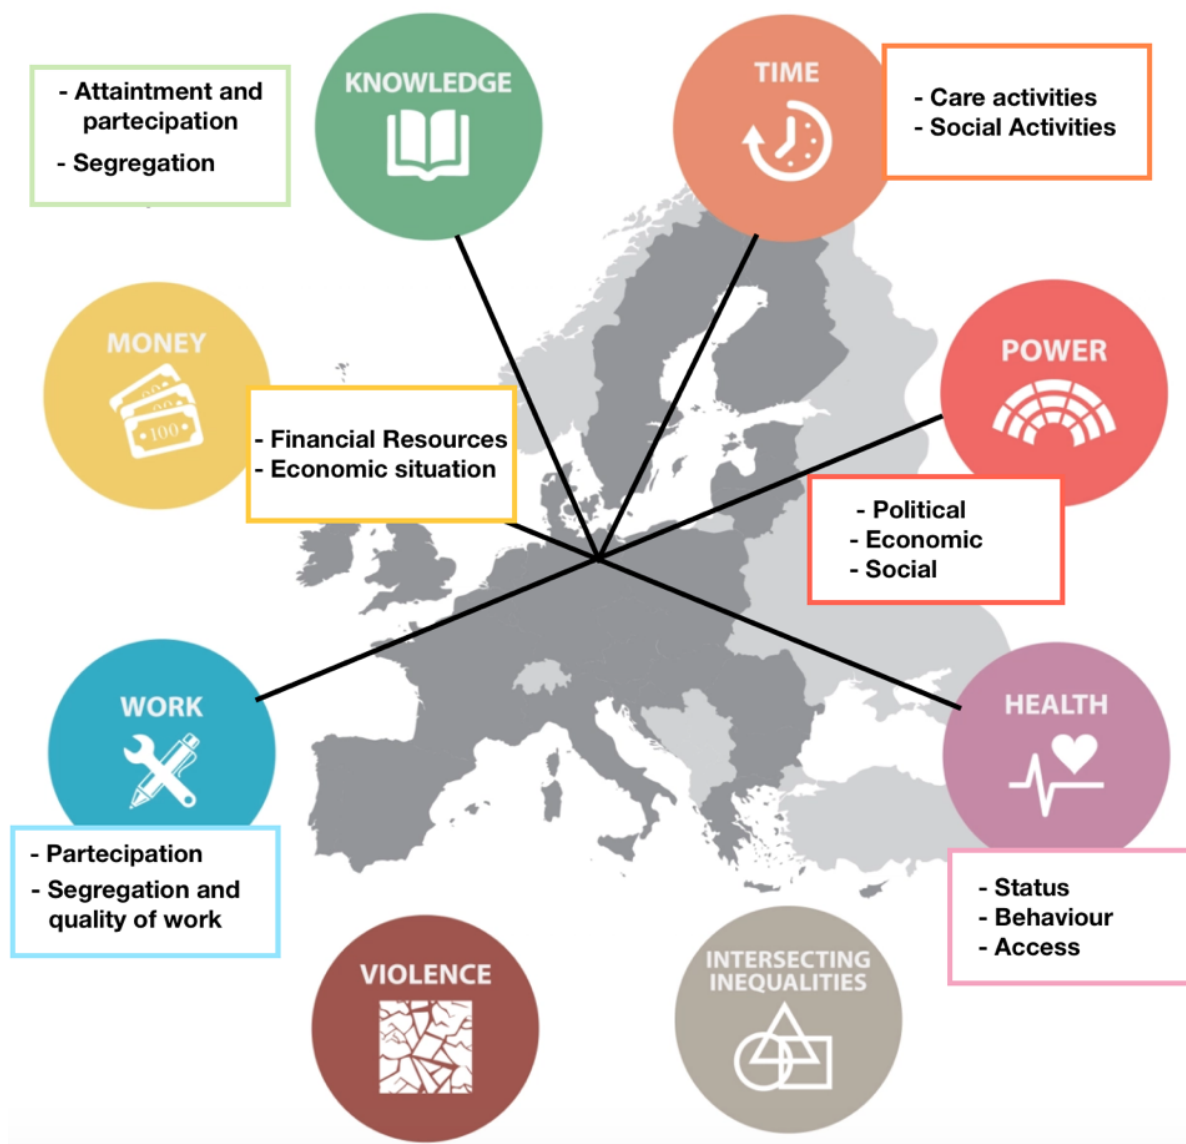 KNOWLEDGE
- Attaintment and
partecipation
- Segregation
TIME
- Care activities
- Social Activities
MONEY
100
- Financial Resources
- Economic situation
POWER
- Political
- Economic
- Social
WORK
- Partecipation
- Segregation and
quality of work
HEALTH
- Status
- Behaviour
- Access
VIOLENCE
INTERSECTING
INEQUALITIES